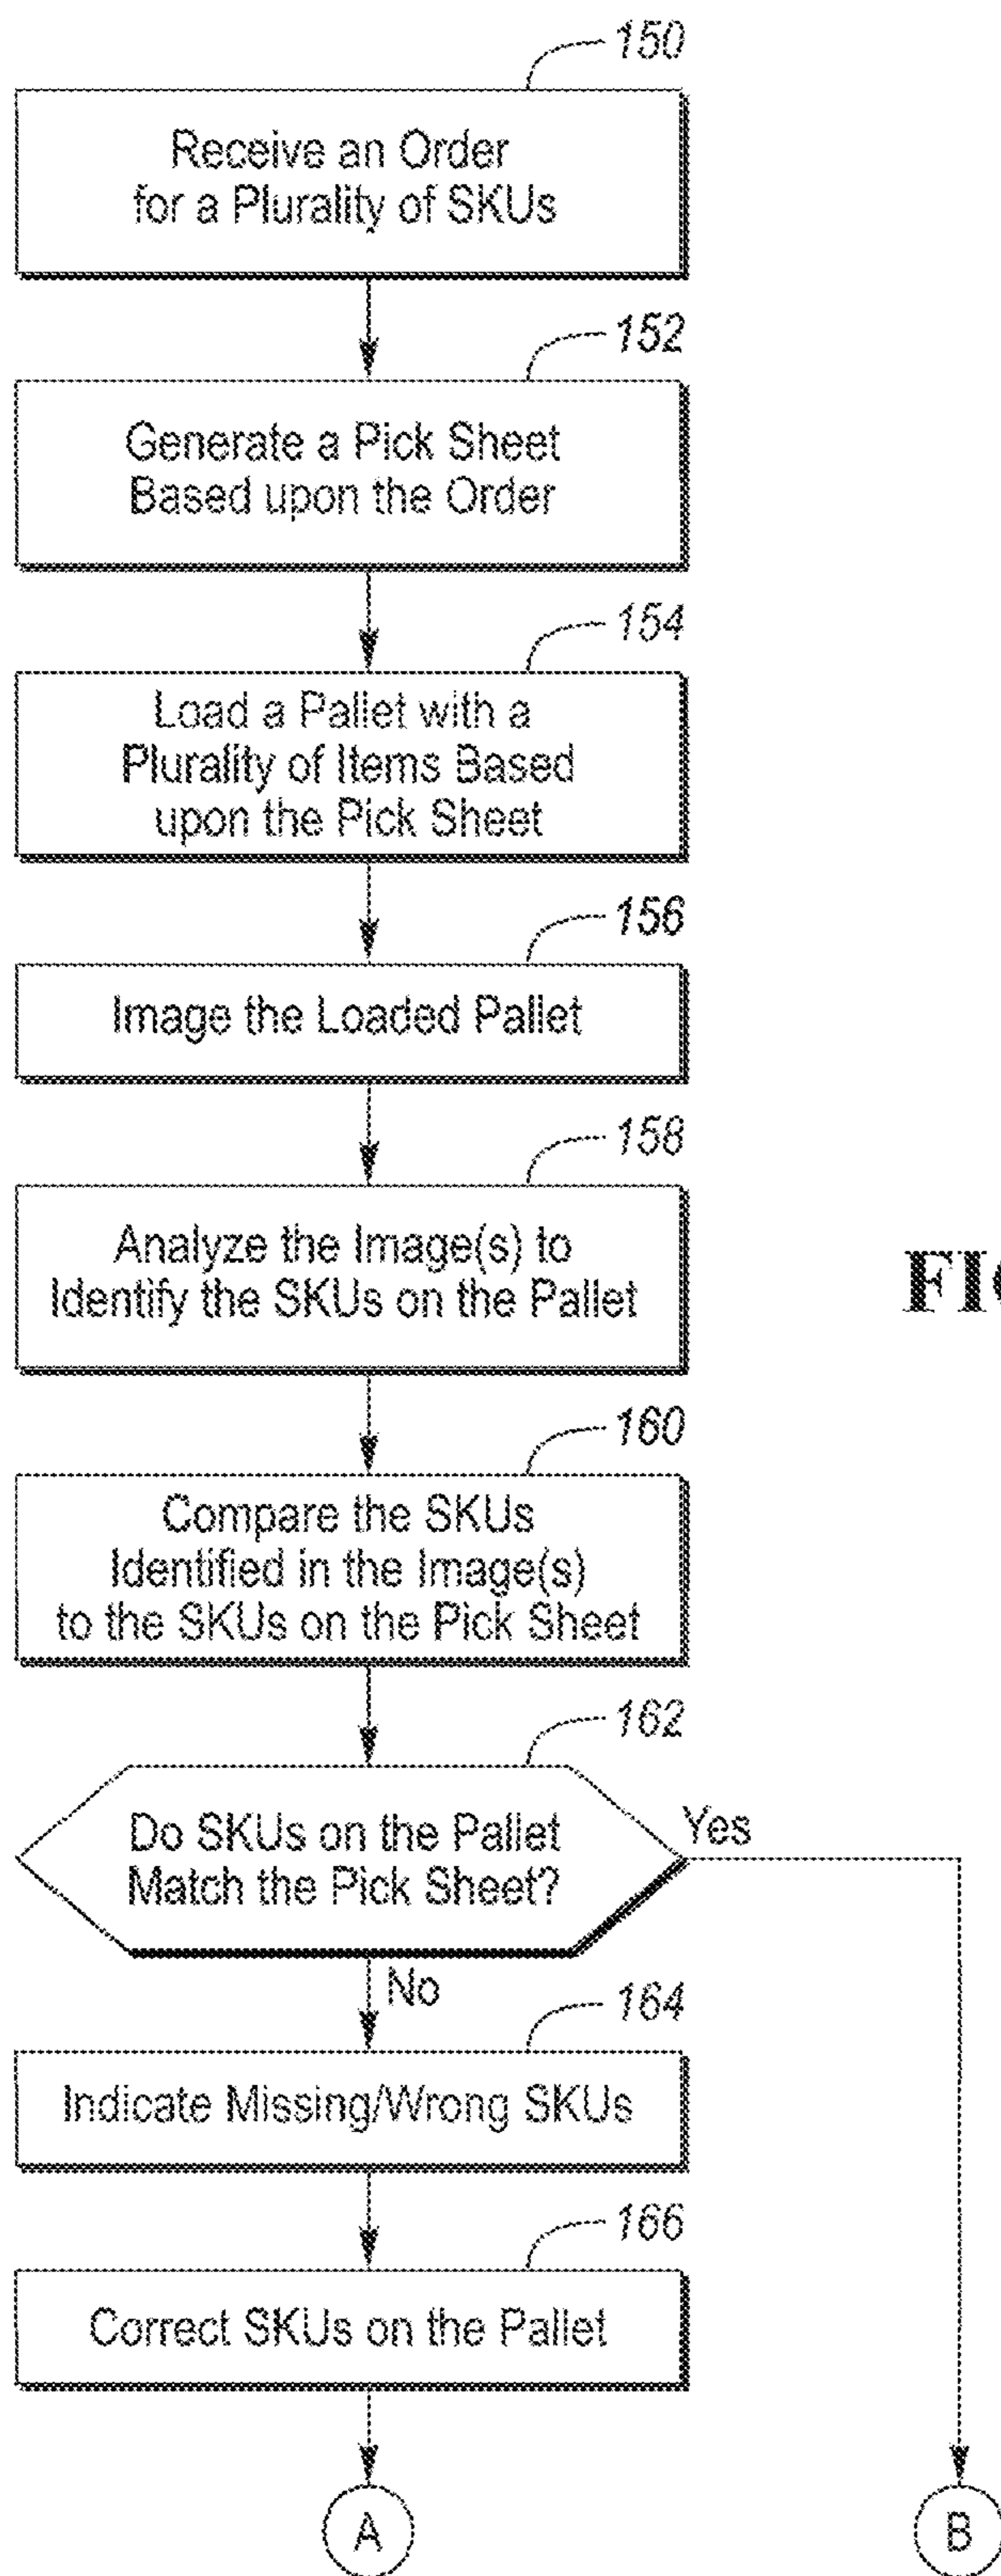 150
Receive an Order
for a Plurality of SKUs
152
Generate a Pick Sheet
Based upon the Order
154
Load a Pallet with a
Plurality of Items Based
upon the Pick Sheet
156
Image the Loaded Pallet
158
Analyze the Image(s) to
Identify the SKUs on the Pallet
FI
160
Compare the SKUs
Identified in the Image(s)
to the SKUs on the Pick Sheet
162
Do SKUs on the Pallet
Match the Pick Sheet?
Yes
No
164
Indicate Missing/Wrong SKUs
166
Correct SKUs on the Pallet
A
B